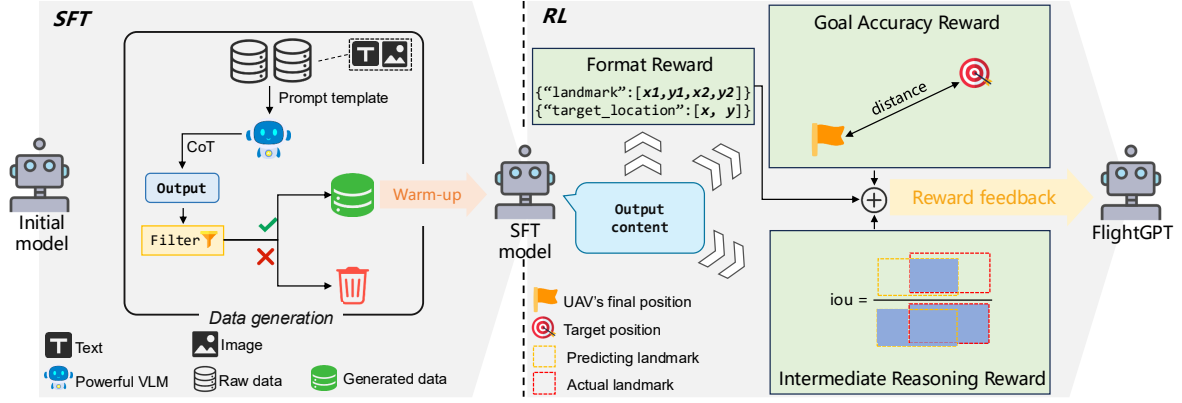 SFT
Prompt template
CoT
Output
Filter
Data generation
Initial
model
Warm-up
Text
Image
Powerful VLM
Raw data
Generated data
RL
Format Reward
{“landmark”:[x1,y1,x2,y2]}
{“target_location”:[x, y]}
SFT
model
Output
content
Goal Accuracy Reward
distance
Reward feedback
FlightGPT
iou =
Intermediate Reasoning Reward
UAV's final position
Target position
Predicting landmark
Actual landmark